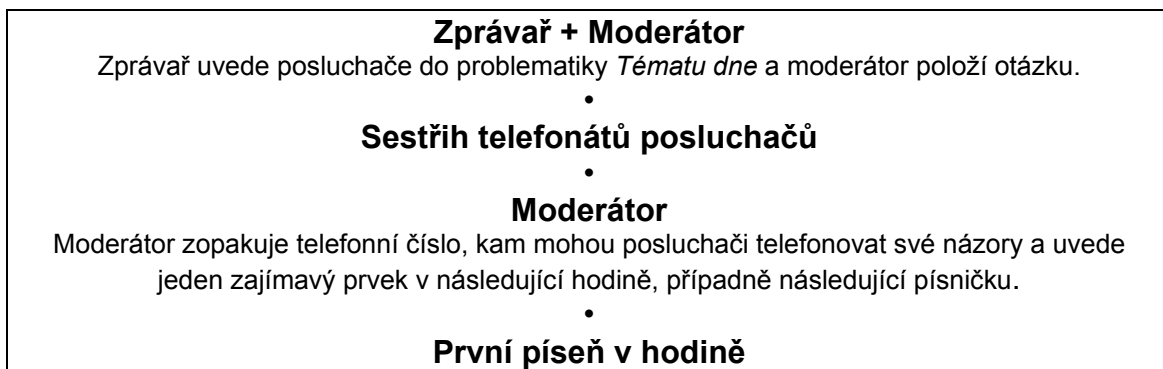 Zprávař + Moderátor
Zprávař uvede posluchače do problematiky Tématu dne a moderátor položí otázku.
•
Sestřih telefonátů posluchačů
•
Moderátor
Moderátor zopakuje telefonní číslo, kam mohou posluchači telefonovat své názory a uvede
jeden zajímavý prvek v následující hodině, případně následující písničku.
•
První píseň v hodině